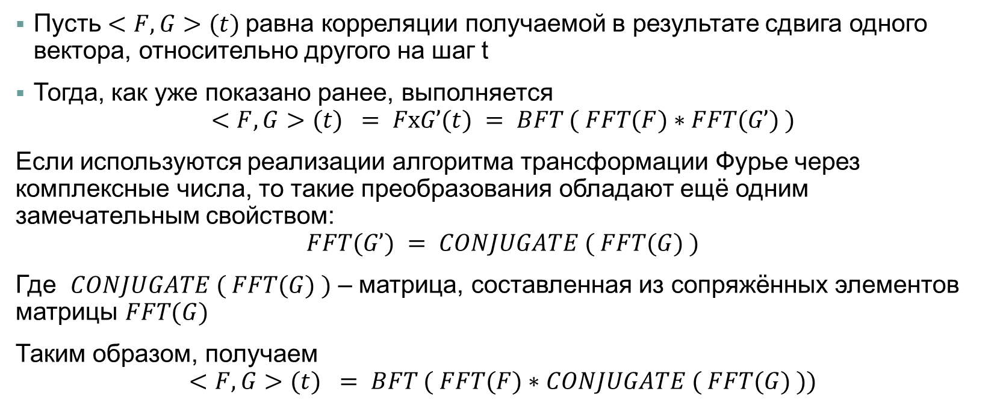 ▪ Пусть < F, G > (t) равна корреляции получаемой в результате сдвига одного
вектора, относительно другого на шаг t
▪ Тогда, как уже показано ранее, выполняется
< F, G > (t) = FxG’(t) = BFT ( FFT(F) ∗ FFT(G’) )
Если используются реализации алгоритма трансформации Фурье через
комплексные числа, то такие преобразования обладают ещё одним
замечательным свойством:
FFT(G’) = CONJUGATE ( FFT(G) )
Где CONJUGATE ( FFT(G) ) – матрица, составленная из сопряжённых элементов
матрицы FFT(G)
Таким образом, получаем
< F, G > (t) = BFT ( FFT(F) ∗ CONJUGATE ( FFT(G) ))